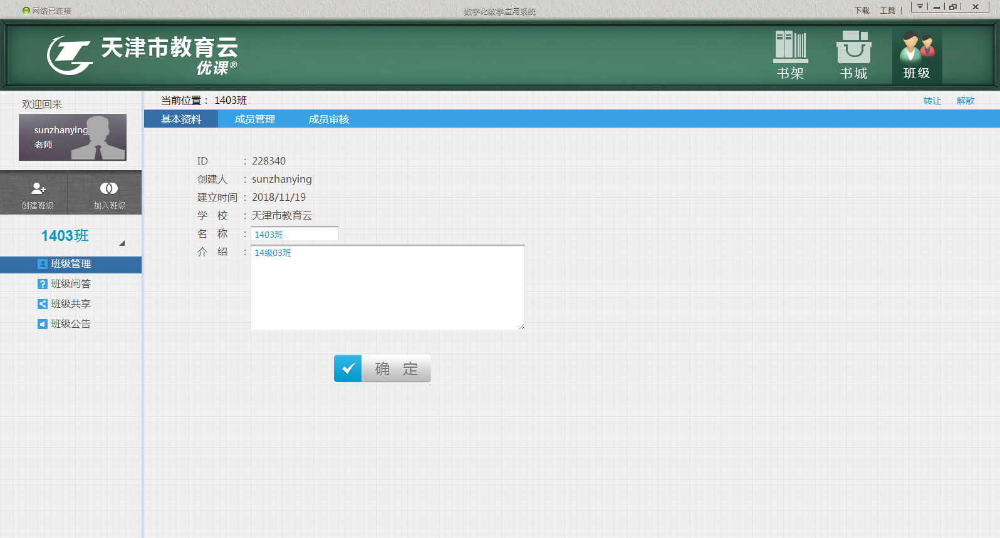 网络已连接
数字化教学应用系统
下载 工具
天津市教育云
优课®
书架 书城 班级
欢迎回来
当前位置： 1403班
转让 解散
基本资料 成员管理 成员审核
sunzhanying
老师
ID : 228340
创建人 : sunzhanying
建立时间 : 2018/11/19
学 校 : 天津市教育云
名 称 : 1403班
介 绍 : 14级03班
创建班级 加入班级
1403班
班级管理
班级问答
班级共享
班级公告
确 定